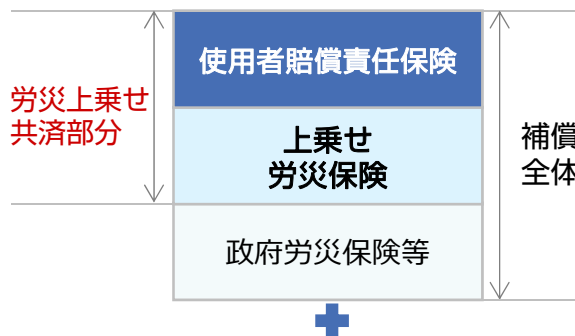 使用者賠償責任保険
労災上乗せ
共済部分
上乗せ
労災保険
補償
全体
政府労災保険等